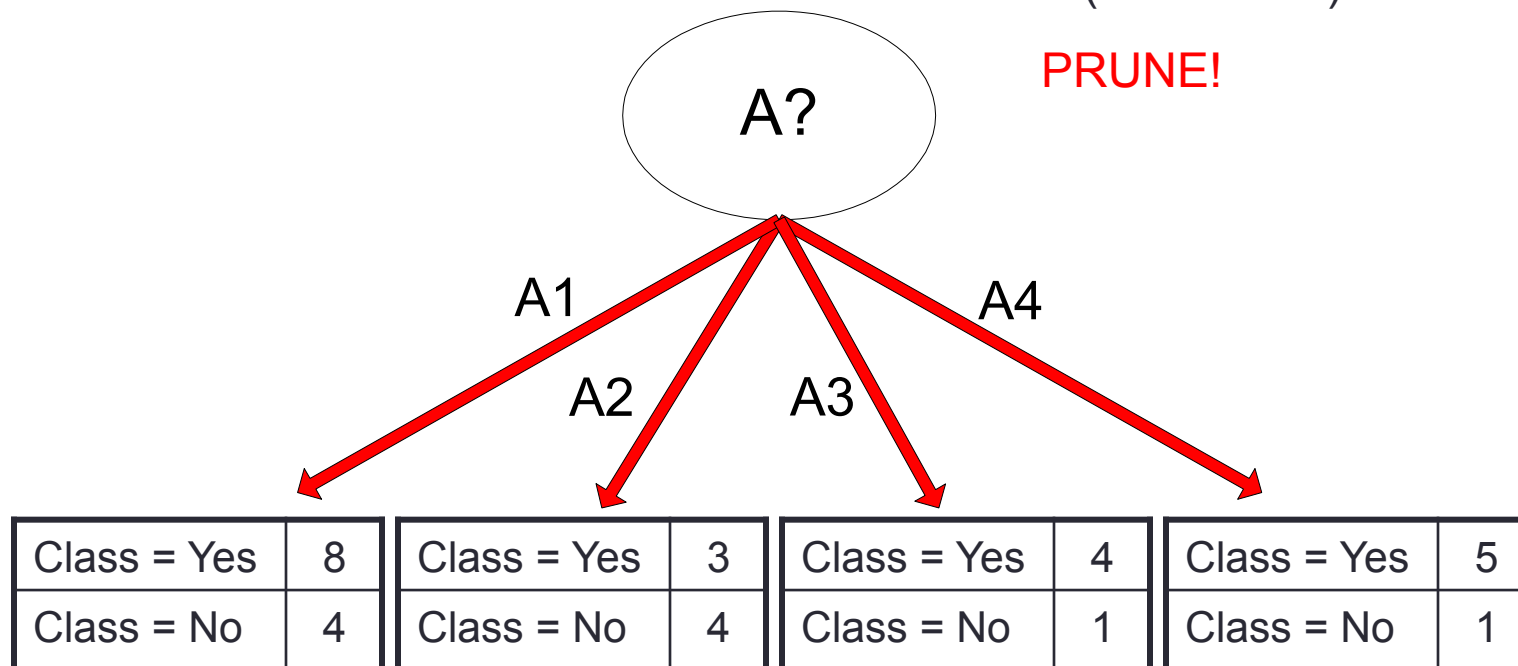 PRUNE!
A?
A1
A4
A2
A3
Class = Yes 8 Class = Yes 3 Class = Yes 4 Class = Yes 5
Class = No 4 Class = No 4 Class = No 1 Class = No 1